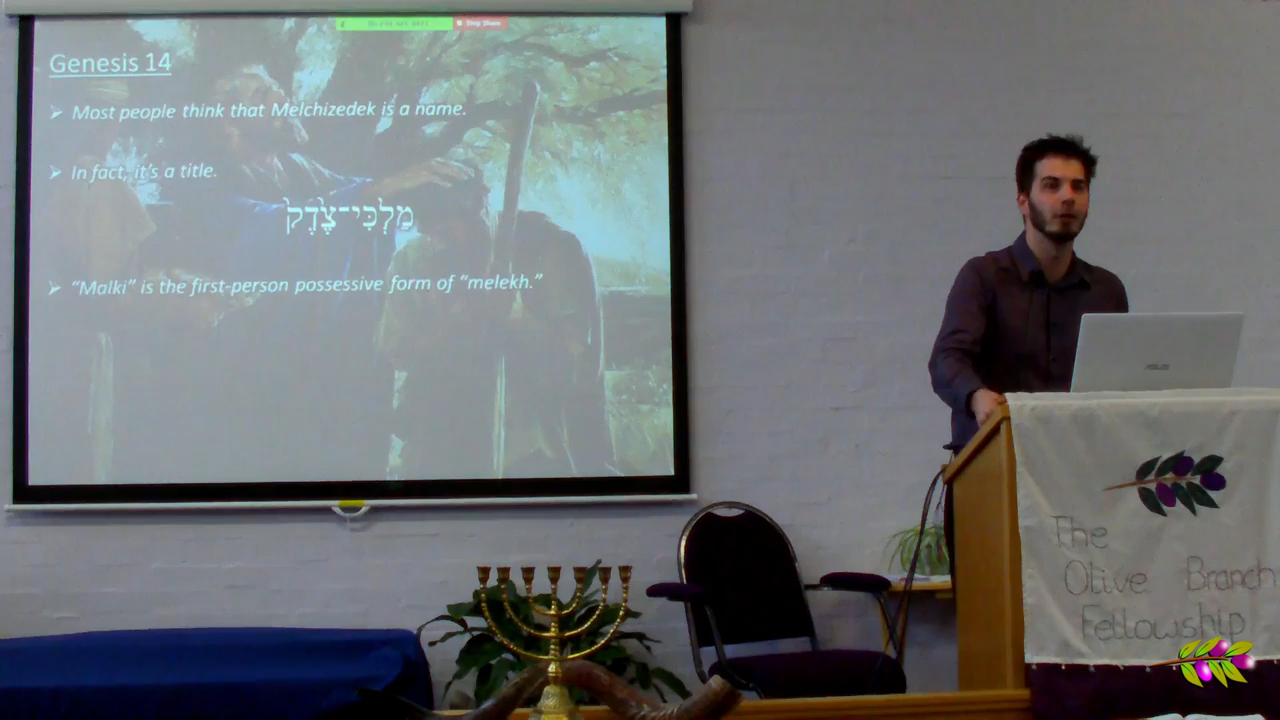 Stop Share
Genesis 14
➢ Most people think that Melchizedek is a name.
➢ In fact, it's a title.
מַלְכִּי־צֶדֶק
➢ "Malki" is the first-person possessive form of "melekh."
ASUS
The
Olive Branch
Fellowship